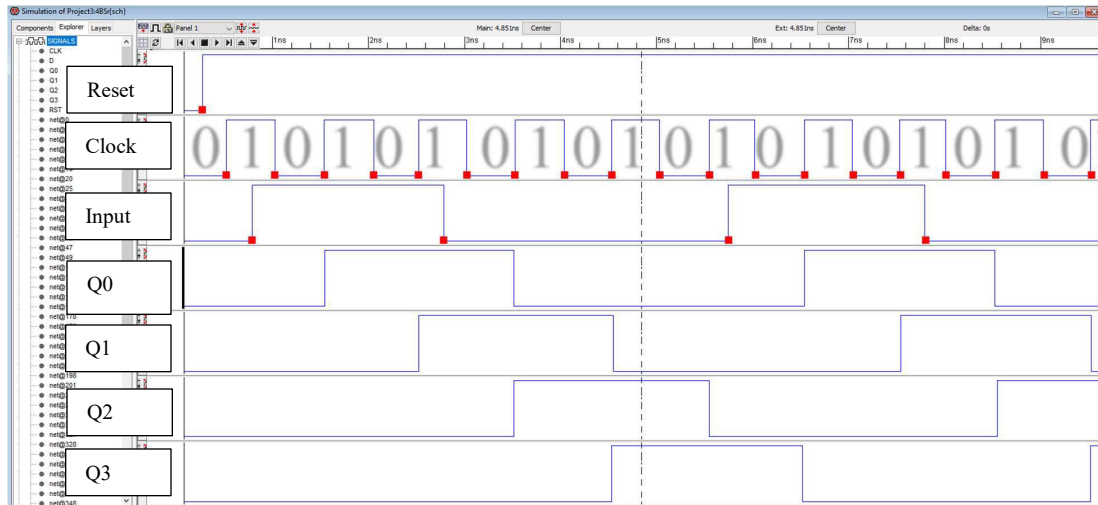 Simulation of Project3:4BSr{sch}
Components Explorer Layers
Panel 1
Main: 4.851ns Center
Ext: 4.851ns Center
Delta: 0s
SIGNALS
1ns 2ns 3ns 4ns 5ns 6ns 7ns 8ns 9ns
CLK
D
Q0
Q1
Q2
Q3
RST
Reset
Clock
0 1 0 1 0 1 0 1 0 1 0 1 0 1 0 1 0 1 0
net@20
net@25
Input
net@47
net@49
Q0
net@178
Q1
net@198
net@201
Q2
net@328
Q3
net@348